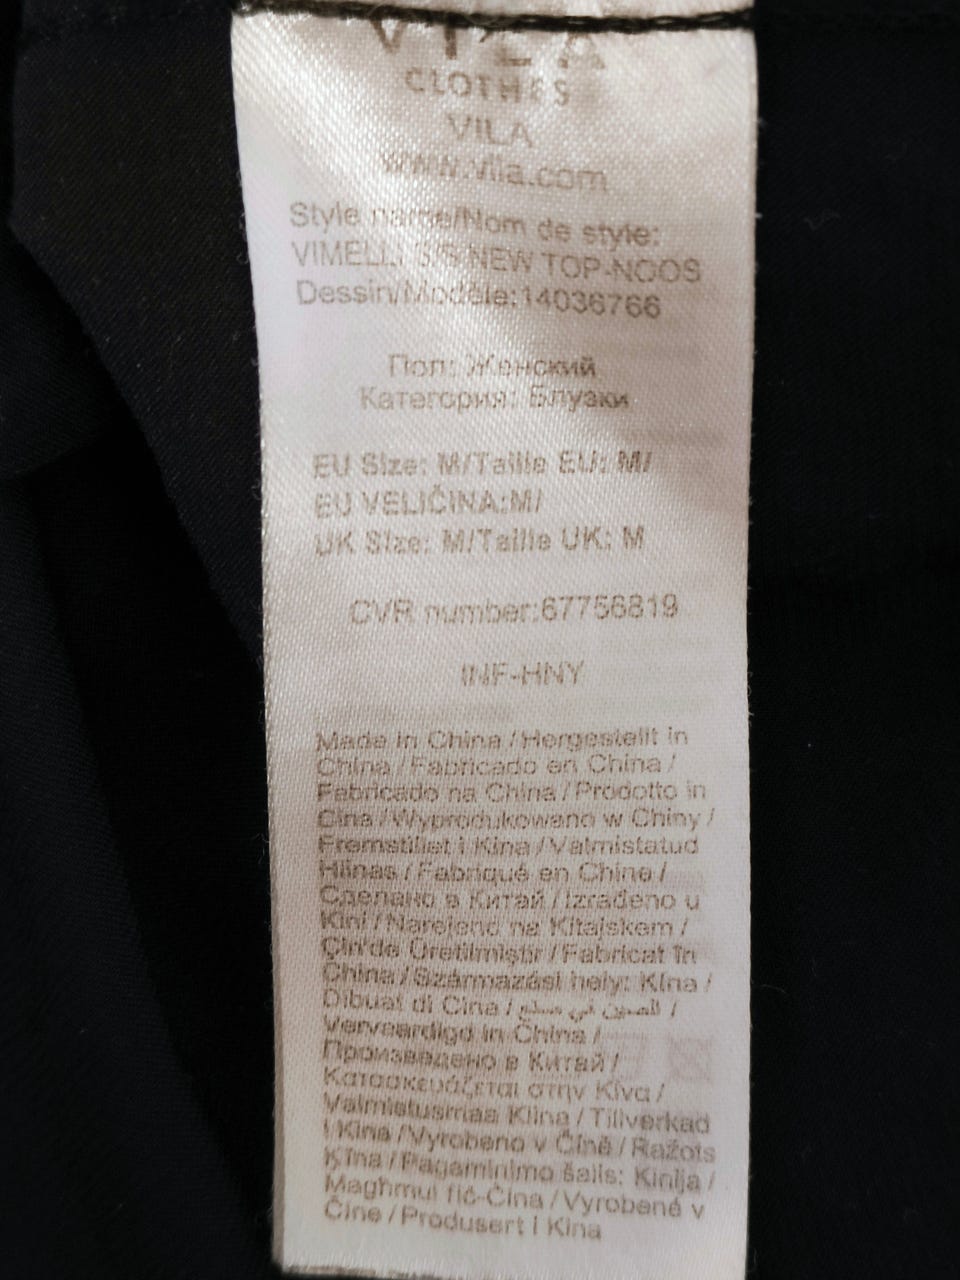 VILA
CLOTHES
VILA
www.vila.com
Style name/Nom de style:
S/S NEW TOP-NOOS
Dessin/Modèle:14036766
Пол: Женский
Категория: Блузки
EU Size: M/Taille EU: M/
EU VELIČINA:M/
UK Size: M/Taille UK: M
CVR number:67756819
INF-HNY
Made in China / Hergestellt in
China / Fabricado en China /
Fabricado na China / Prodotto in
Cina / Wyprodukowano w Chiny /
Fremstillet i Kina / Valmistatud
Hiinas / Fabriqué en Chine /
Сделано в Китай / Izrađeno u
Kini / Narejeno na Kitajskem /
Çin'de Üretilmiştir / Fabricat în
China / Származási hely: Kína /
Dibuat di Cina / في /
Vervaardigd in China /
Произведено в Китай /
Κατασκευάζεται στην Κίνα /
Valmistusmaa Kiina / Tillverkad
i Kina / Vyrobeno v Číně / Ražots
Ķīna / Pagaminimo šalis: Kinija /
Magħmul fiċ-Ċina / Vyrobené v
Číne / Produsert i Kina